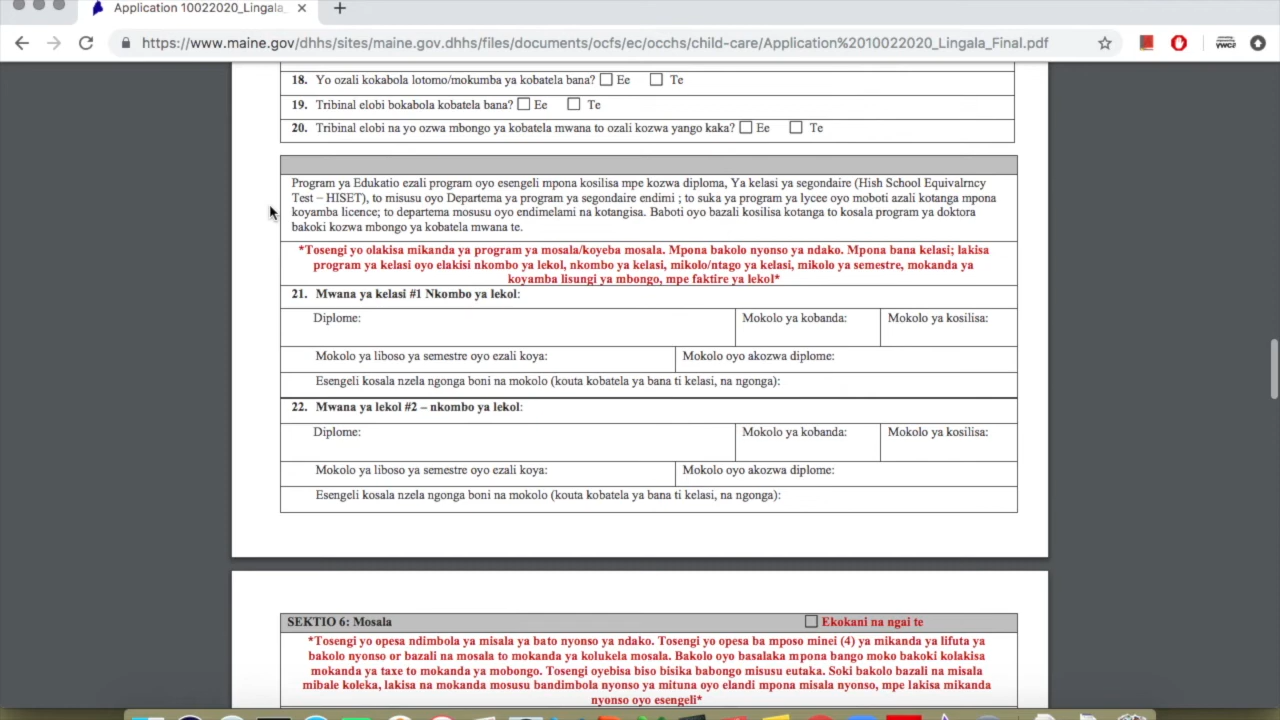 Application 10022020_Lingala_
https://www.maine.gov/dhhs/sites/maine.gov.dhhs/files/documents/ocfs/ec/occhs/child-care/Application%2010022020_Lingala_Final.pdf
18. Yo ozali kokabola lotomo/mokumba ya kobatela bana? Ee Te
19. Tribinal elobi bokabola kobatela bana? Ee Te
20. Tribinal elobi na yo ozwa mbongo ya kobatela mwana to ozali kozwa yango kaka? Ee Te
Program ya Edukatio ezali program oyo esengeli mpona kosilisa mpe kozwa diploma, Ya kelasi ya segondaire (Hish School Equivalrncy
Test – HISET), to misusu oyo Departema ya program ya segondaire endimi ; to suka ya program ya lycee oyo moboti azali kotanga mpona
koyamba licence; to departema mosusu oyo endimelami na kotangisa. Baboti oyo bazali kosilisa kotanga to kosala program ya doktora
bakoki kozwa mbongo ya kobatela mwana te.
*Tosengi yo olakisa mikanda ya program ya mosala/koyeba mosala. Mpona bakolo nyonso ya ndako. Mpona bana kelasi; lakisa
program ya kelasi oyo elakisi nkombo ya lekol, nkombo ya kelasi, mikolo/ntago ya kelasi, mikolo ya semestre, mokanda ya
koyamba lisungi ya mbongo, mpe faktire ya lekol*
21. Mwana ya kelasi #1 Nkombo ya lekol:
Diplome: Mokolo ya kobanda: Mokolo ya kosilisa:
Mokolo ya liboso ya semestre oyo ezali koya: Mokolo oyo akozwa diplome:
Esengeli kosala nzela ngonga boni na mokolo (kouta kobatela ya bana ti kelasi, na ngonga):
22. Mwana ya lekol #2 – nkombo ya lekol:
Diplome: Mokolo ya kobanda: Mokolo ya kosilisa:
Mokolo ya liboso ya semestre oyo ezali koya: Mokolo oyo akozwa diplome:
Esengeli kosala nzela ngonga boni na mokolo (kouta kobatela ya bana ti kelasi, na ngonga):
SEKTIO 6: Mosala Ekokani na ngai te
*Tosengi yo opesa ndimbola ya misala ya bato nyonso ya ndako. Tosengi yo opesa ba mposo minei (4) ya mikanda ya lifuta ya
bakolo nyonso or bazali na mosala to mokanda ya kolukela mosala. Bakolo oyo basalaka mpona bango moko bakoki kolakisa
mokanda ya taxe to mokanda ya mobongo. Tosengi oyebisa biso bisika babongo misusu eutaka. Soki bakolo bazali na misala
mibale koleka, lakisa na mokanda mosusu bandimbola nyonso ya mituna oyo elandi mpona misala nyonso, mpe lakisa mikanda
nyonso oyo esengeli*